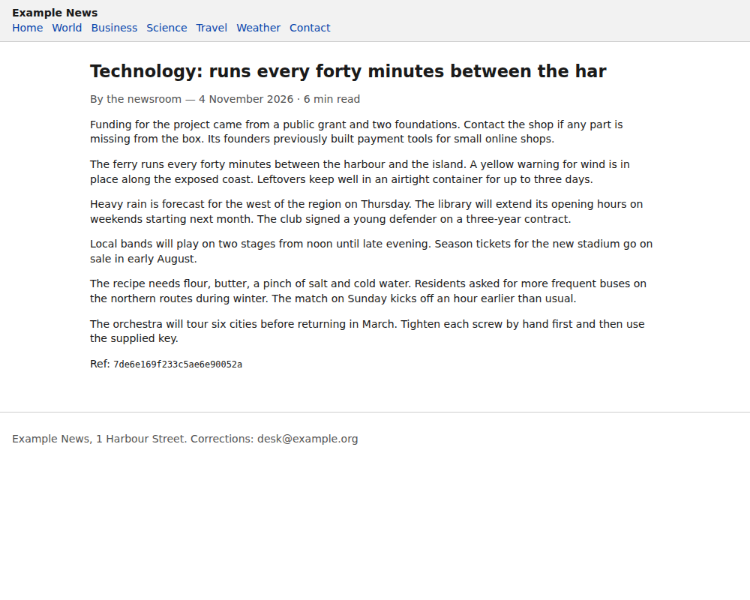 Example News
Home World Business Science Travel Weather Contact
Technology: runs every forty minutes between the har
By the newsroom — 4 November 2026 · 6 min read
Funding for the project came from a public grant and two foundations. Contact the shop if any part is
missing from the box. Its founders previously built payment tools for small online shops.
The ferry runs every forty minutes between the harbour and the island. A yellow warning for wind is in
place along the exposed coast. Leftovers keep well in an airtight container for up to three days.
Heavy rain is forecast for the west of the region on Thursday. The library will extend its opening hours on
weekends starting next month. The club signed a young defender on a three-year contract.
Local bands will play on two stages from noon until late evening. Season tickets for the new stadium go on
sale in early August.
The recipe needs flour, butter, a pinch of salt and cold water. Residents asked for more frequent buses on
the northern routes during winter. The match on Sunday kicks off an hour earlier than usual.
The orchestra will tour six cities before returning in March. Tighten each screw by hand first and then use
the supplied key.
Ref: 7de6e169f233c5ae6e90052a
Example News, 1 Harbour Street. Corrections: desk@example.org